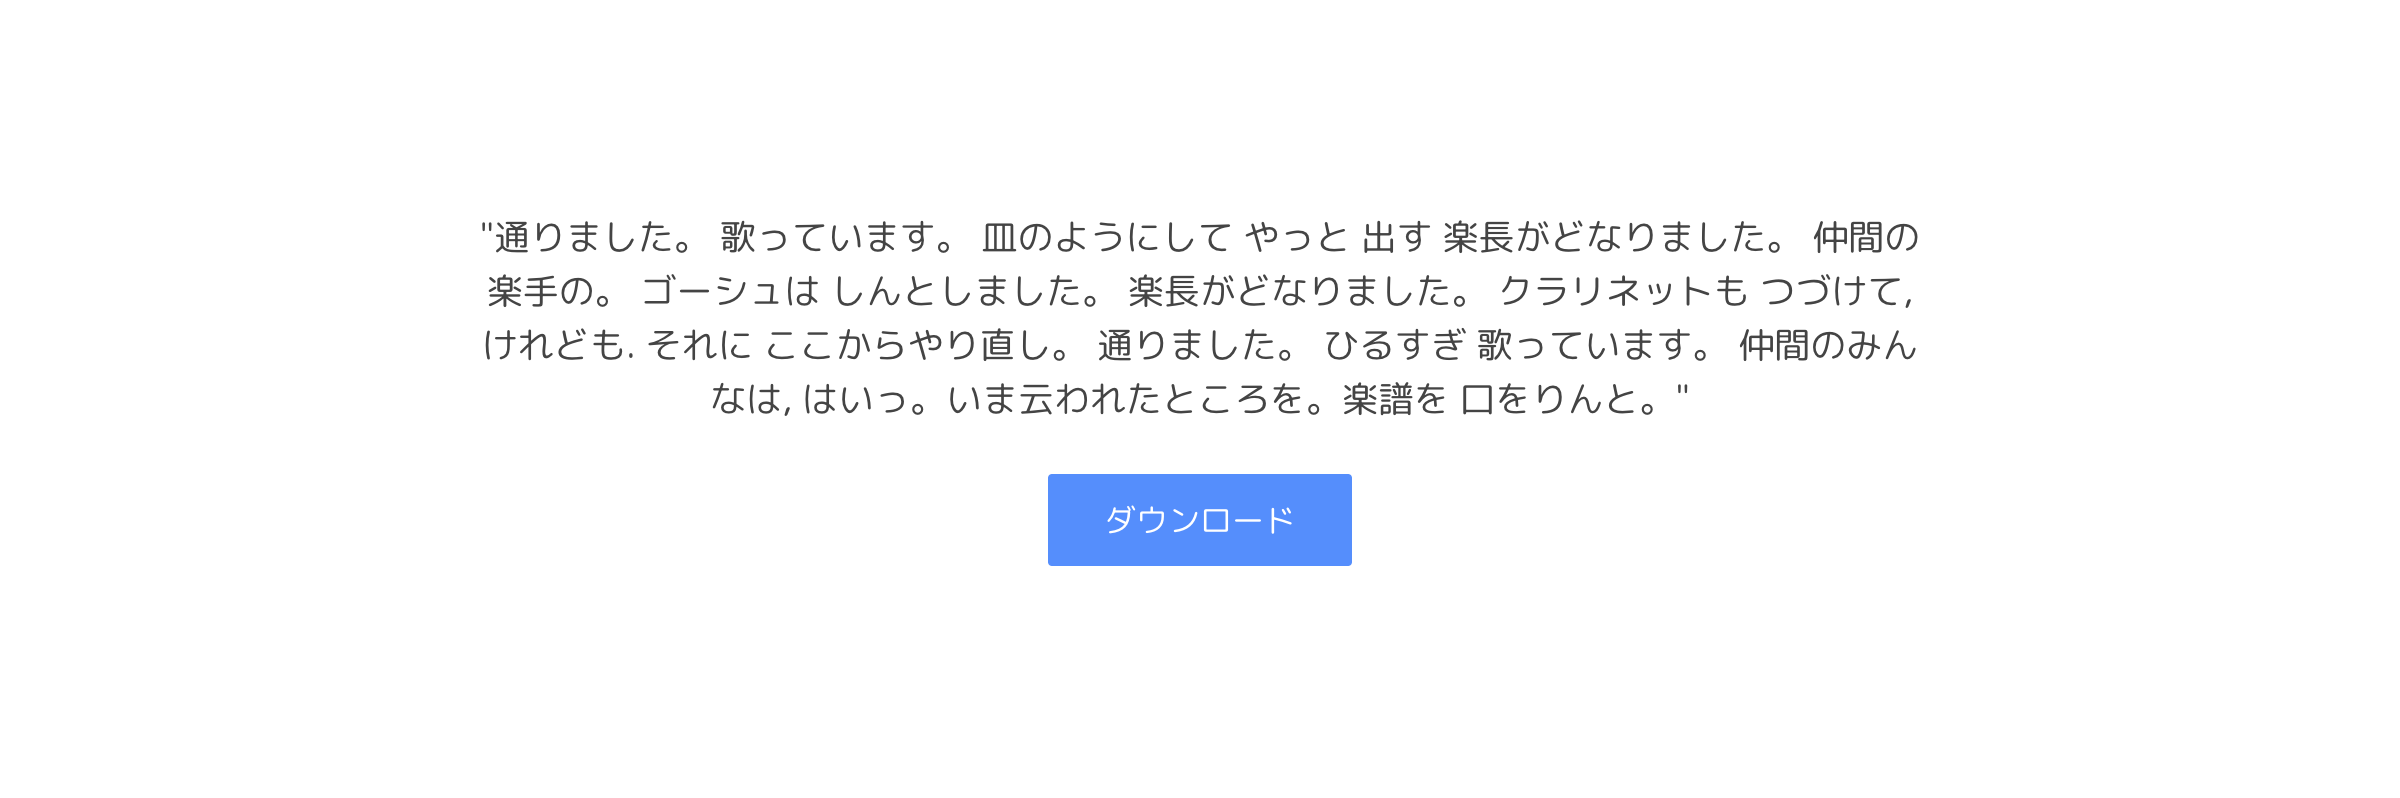 "通りました。 歌っています。 皿のようにして やっと 出す 楽長がどなりました。 仲間の
楽手の。 ゴーシュは しんとしました。 楽長がどなりました。 クラリネットも つづけて,
けれども. それに ここからやり直し。 通りました。 ひるすぎ 歌っています。 仲間のみん
なは, はいっ。いま云われたところを。楽譜を 口をりんと。"
ダウンロード